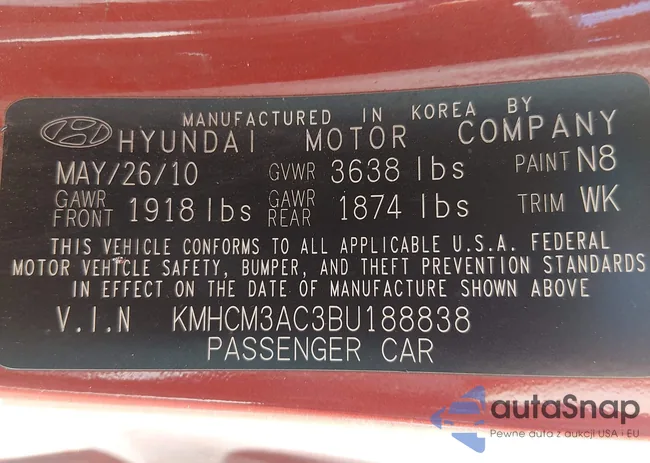 MANUFACTURED IN KOREA BY
HYUNDAI MOTOR COMPANY
MAY/26/10 GVWR 3638 lbs PAINT N8
GAWR FRONT 1918 lbs GAWR REAR 1874 lbs TRIM WK
THIS VEHICLE CONFORMS TO ALL APPLICABLE U.S.A. FEDERAL
MOTOR VEHICLE SAFETY, BUMPER, AND THEFT PREVENTION STANDARDS
IN EFFECT ON THE DATE OF MANUFACTURE SHOWN ABOVE
V.I.N KMHCM3AC3BU188838
PASSENGER CAR
autaSnap
Pewne auta z aukcji USA i EU